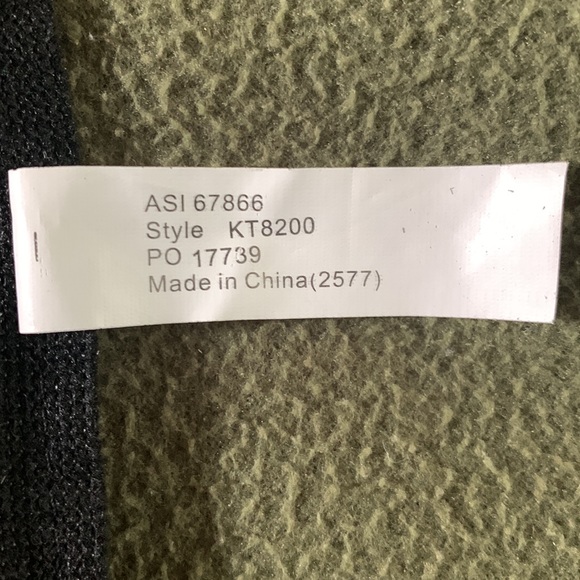 ASI 67866
Style KT8200
PO 17739
Made in China(2577)